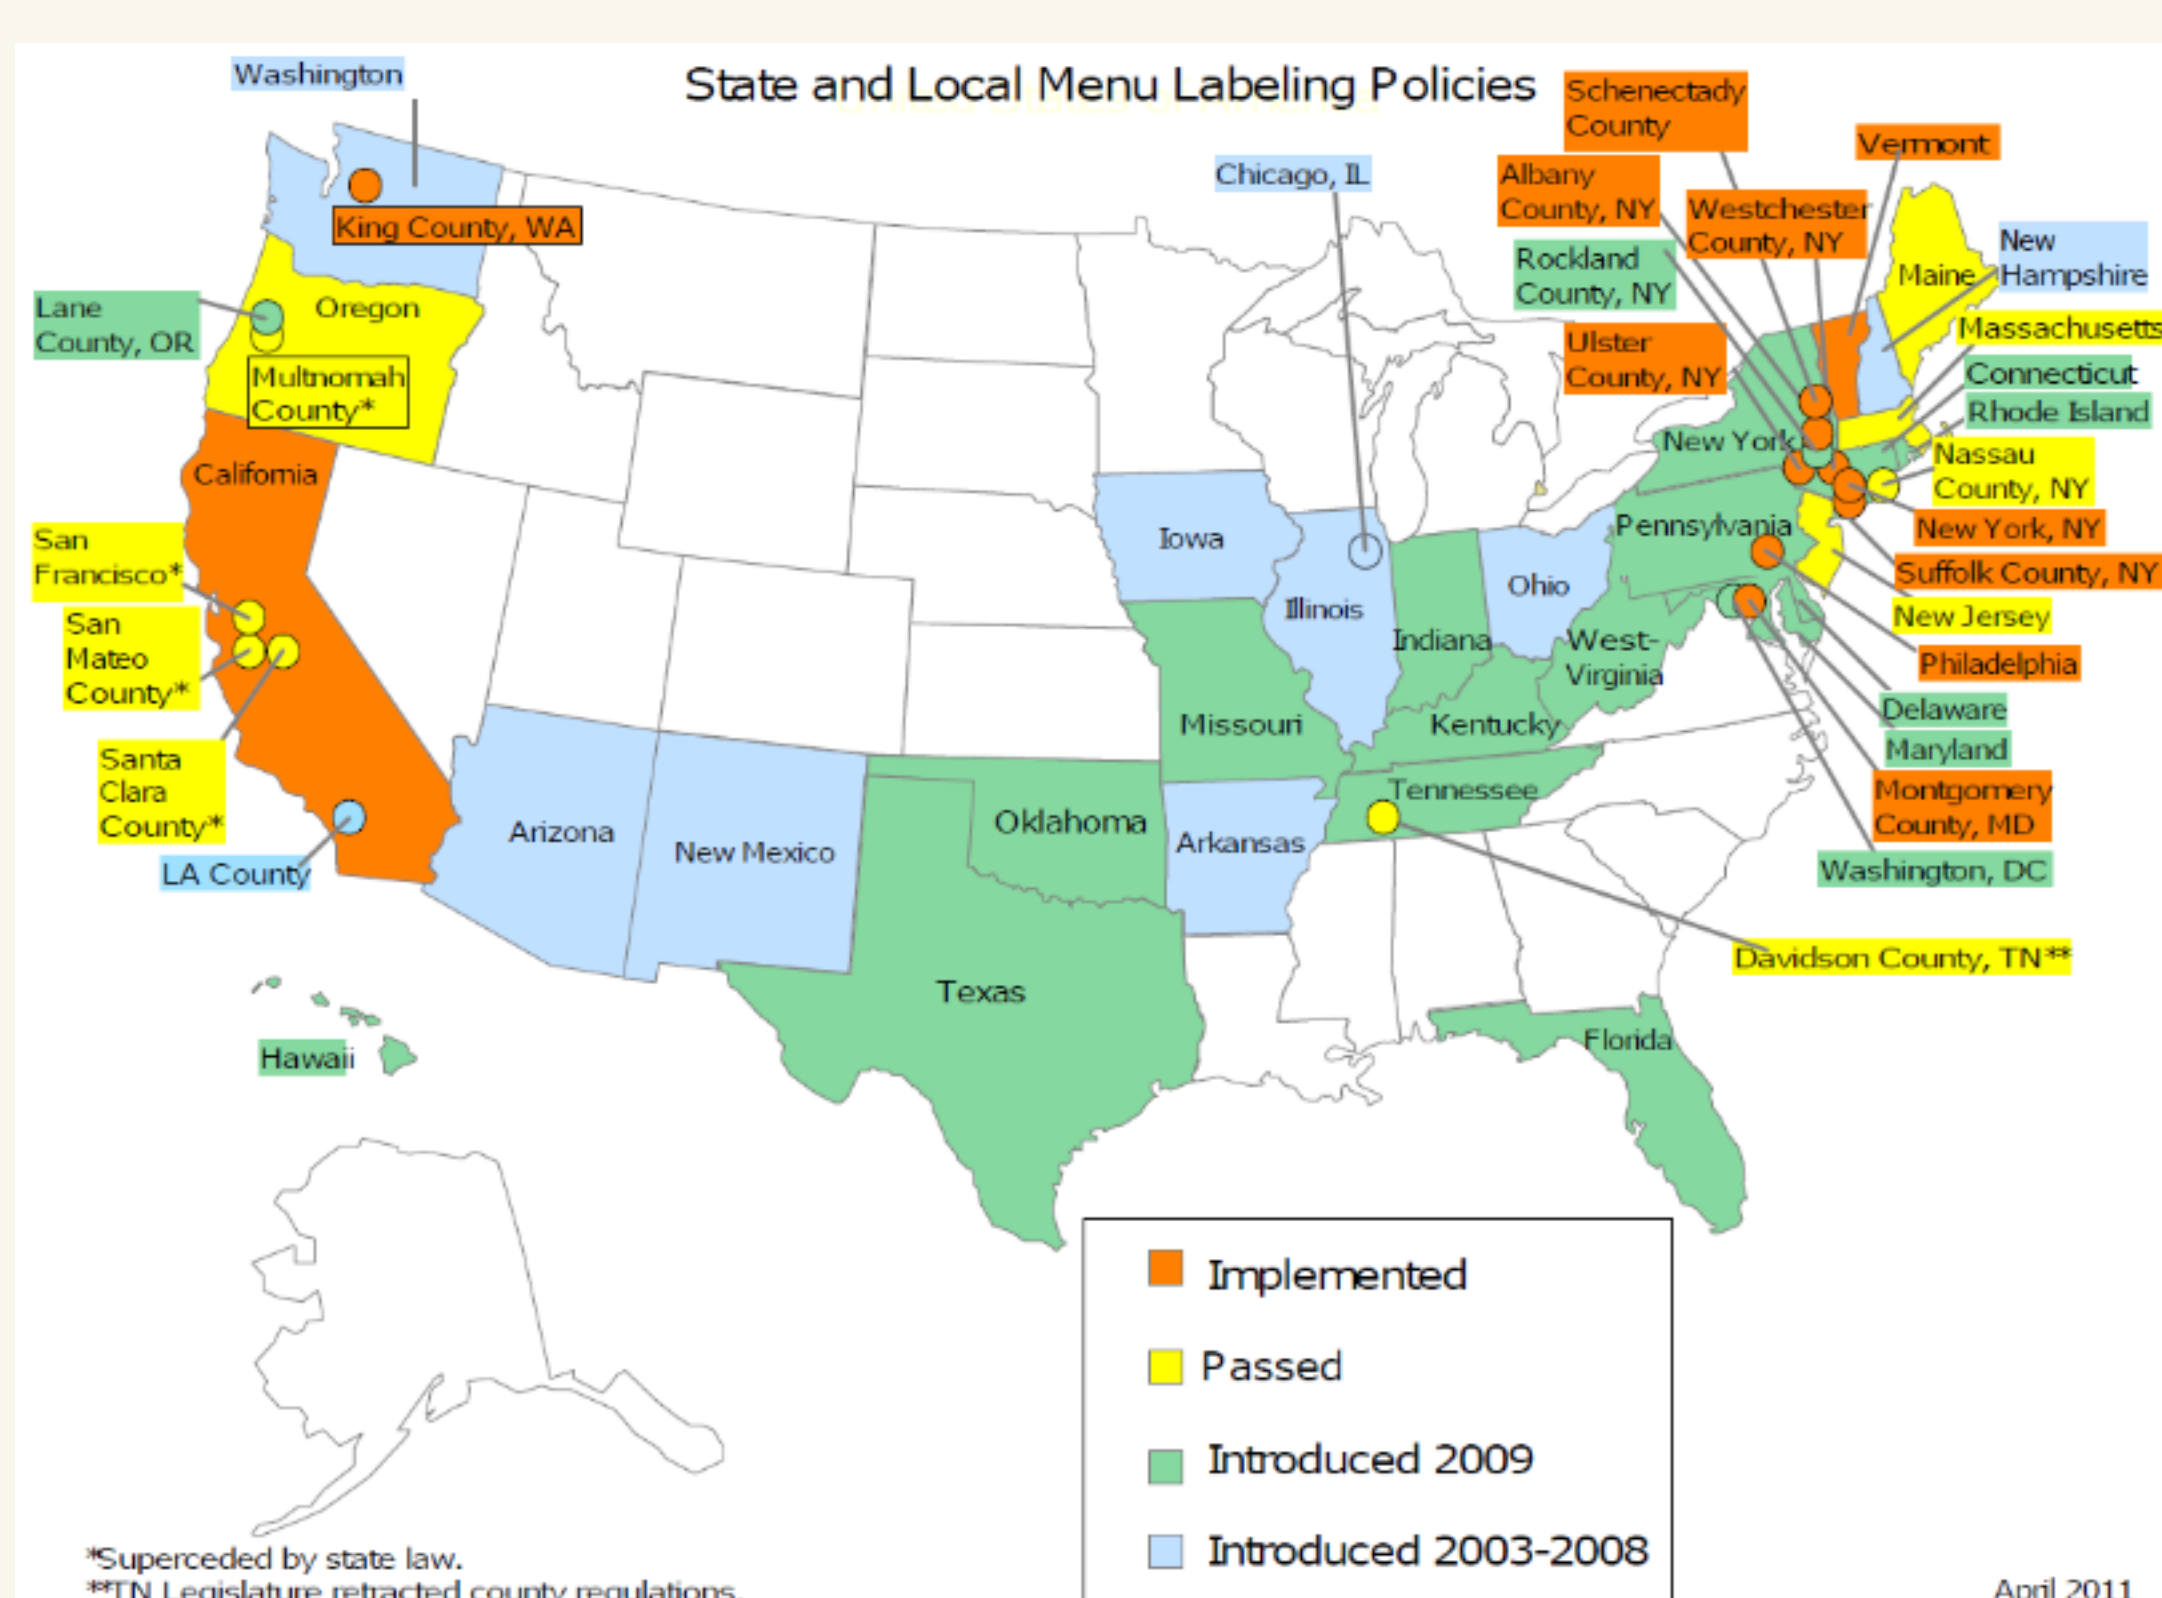 State and Local Menu Labeling Policies
Washington
King County, WA
Lane
County, OR
Oregon
Multnomah
County*
California
San
Francisco*
San
Mateo
County*
Santa
Clara
County*
LA County
Hawaii
Arizona
New Mexico
Texas
Oklahoma
Arkansas
Missouri
Iowa
Chicago, IL
Illinois
Indiana
Ohio
West-
Virginia
Kentucky
Tennessee
Florida
Schenectady
County
Albany
County, NY
Westchester
County, NY
Rockland
County, NY
Ulster
County, NY
Vermont
Maine
New
Hampshire
Massachusetts
Connecticut
Rhode Island
New York
Nassau
County, NY
New York, NY
Pennsylvania
Suffolk County, NY
New Jersey
Philadelphia
Delaware
Maryland
Montgomery
County, MD
Washington, DC
Davidson County, TN**
Implemented
Passed
Introduced 2009
Introduced 2003-2008
*Superceded by state law.
**TN Legislature retracted county regulations.
April 2011